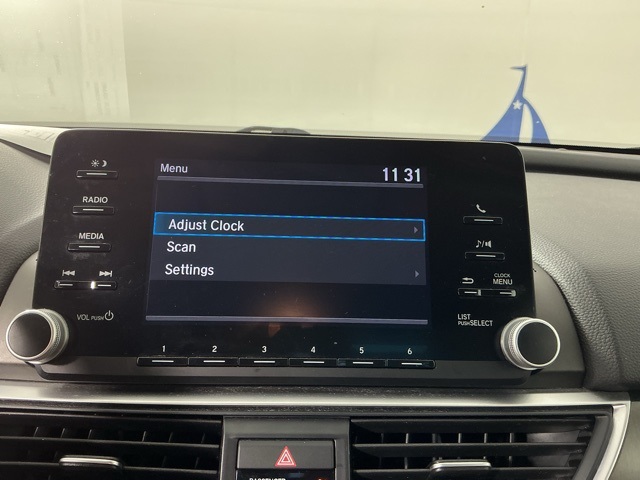 Menu
11 31
RADIO
Adjust Clock
MEDIA
Scan
Settings
CLOCK
MENU
VOL PUSH
LIST
PUSH SELECT
1 2 3 4 5 6
PASSENGER